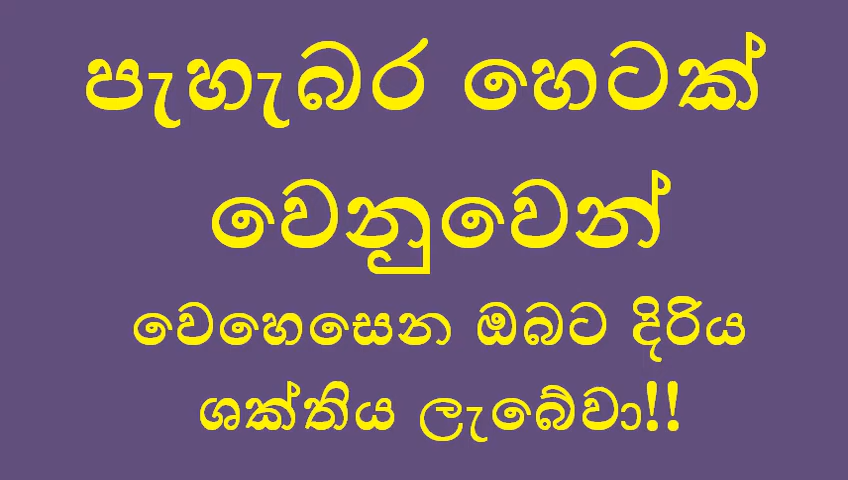 පැහැබර හෙටක්
වෙනුවෙන්
වෙහෙසෙන ඔබට දිරිය
ශක්තිය ලැබේවා!!